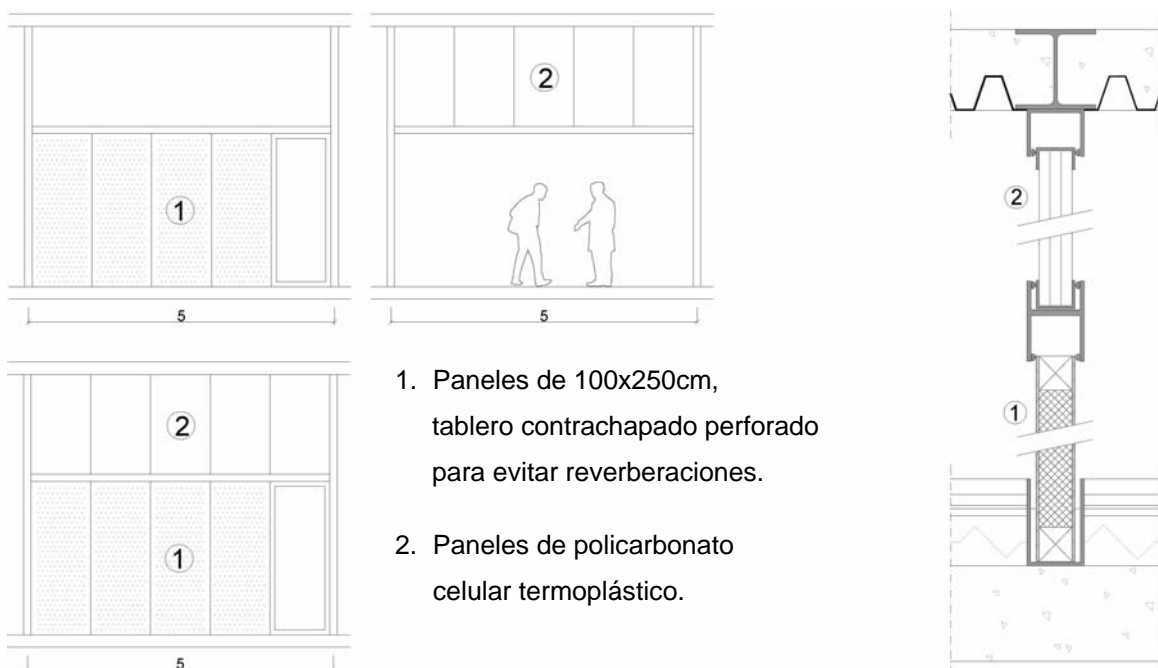 1
2
2
1
5
5
2
1
5
1. Paneles de 100x250cm,
tablero contrachapado perforado
para evitar reverberaciones.
2. Paneles de policarbonato
celular termoplástico.